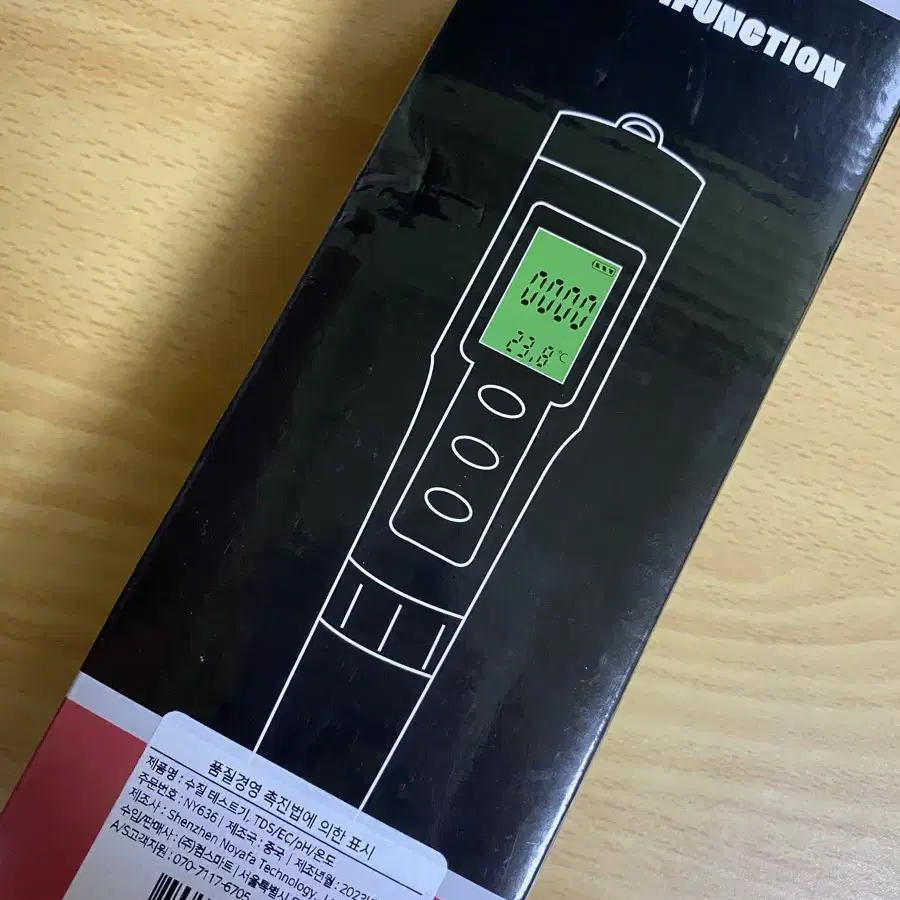 FUNCTION
0000
23.8 °C
품질경영 촉진법에 의한 표시
제품명 : 수질 테스트기, TDS/EC/pH/온도
주문번호 : NY636 | 제조국 : 중국 | 제조년월 : 2023
제조사 : Shenzhen Noyafa Technology.,
수입/판매사 : (주)컴스마트 | 서울특별시
A/S고객지원 : 070-7117-6705